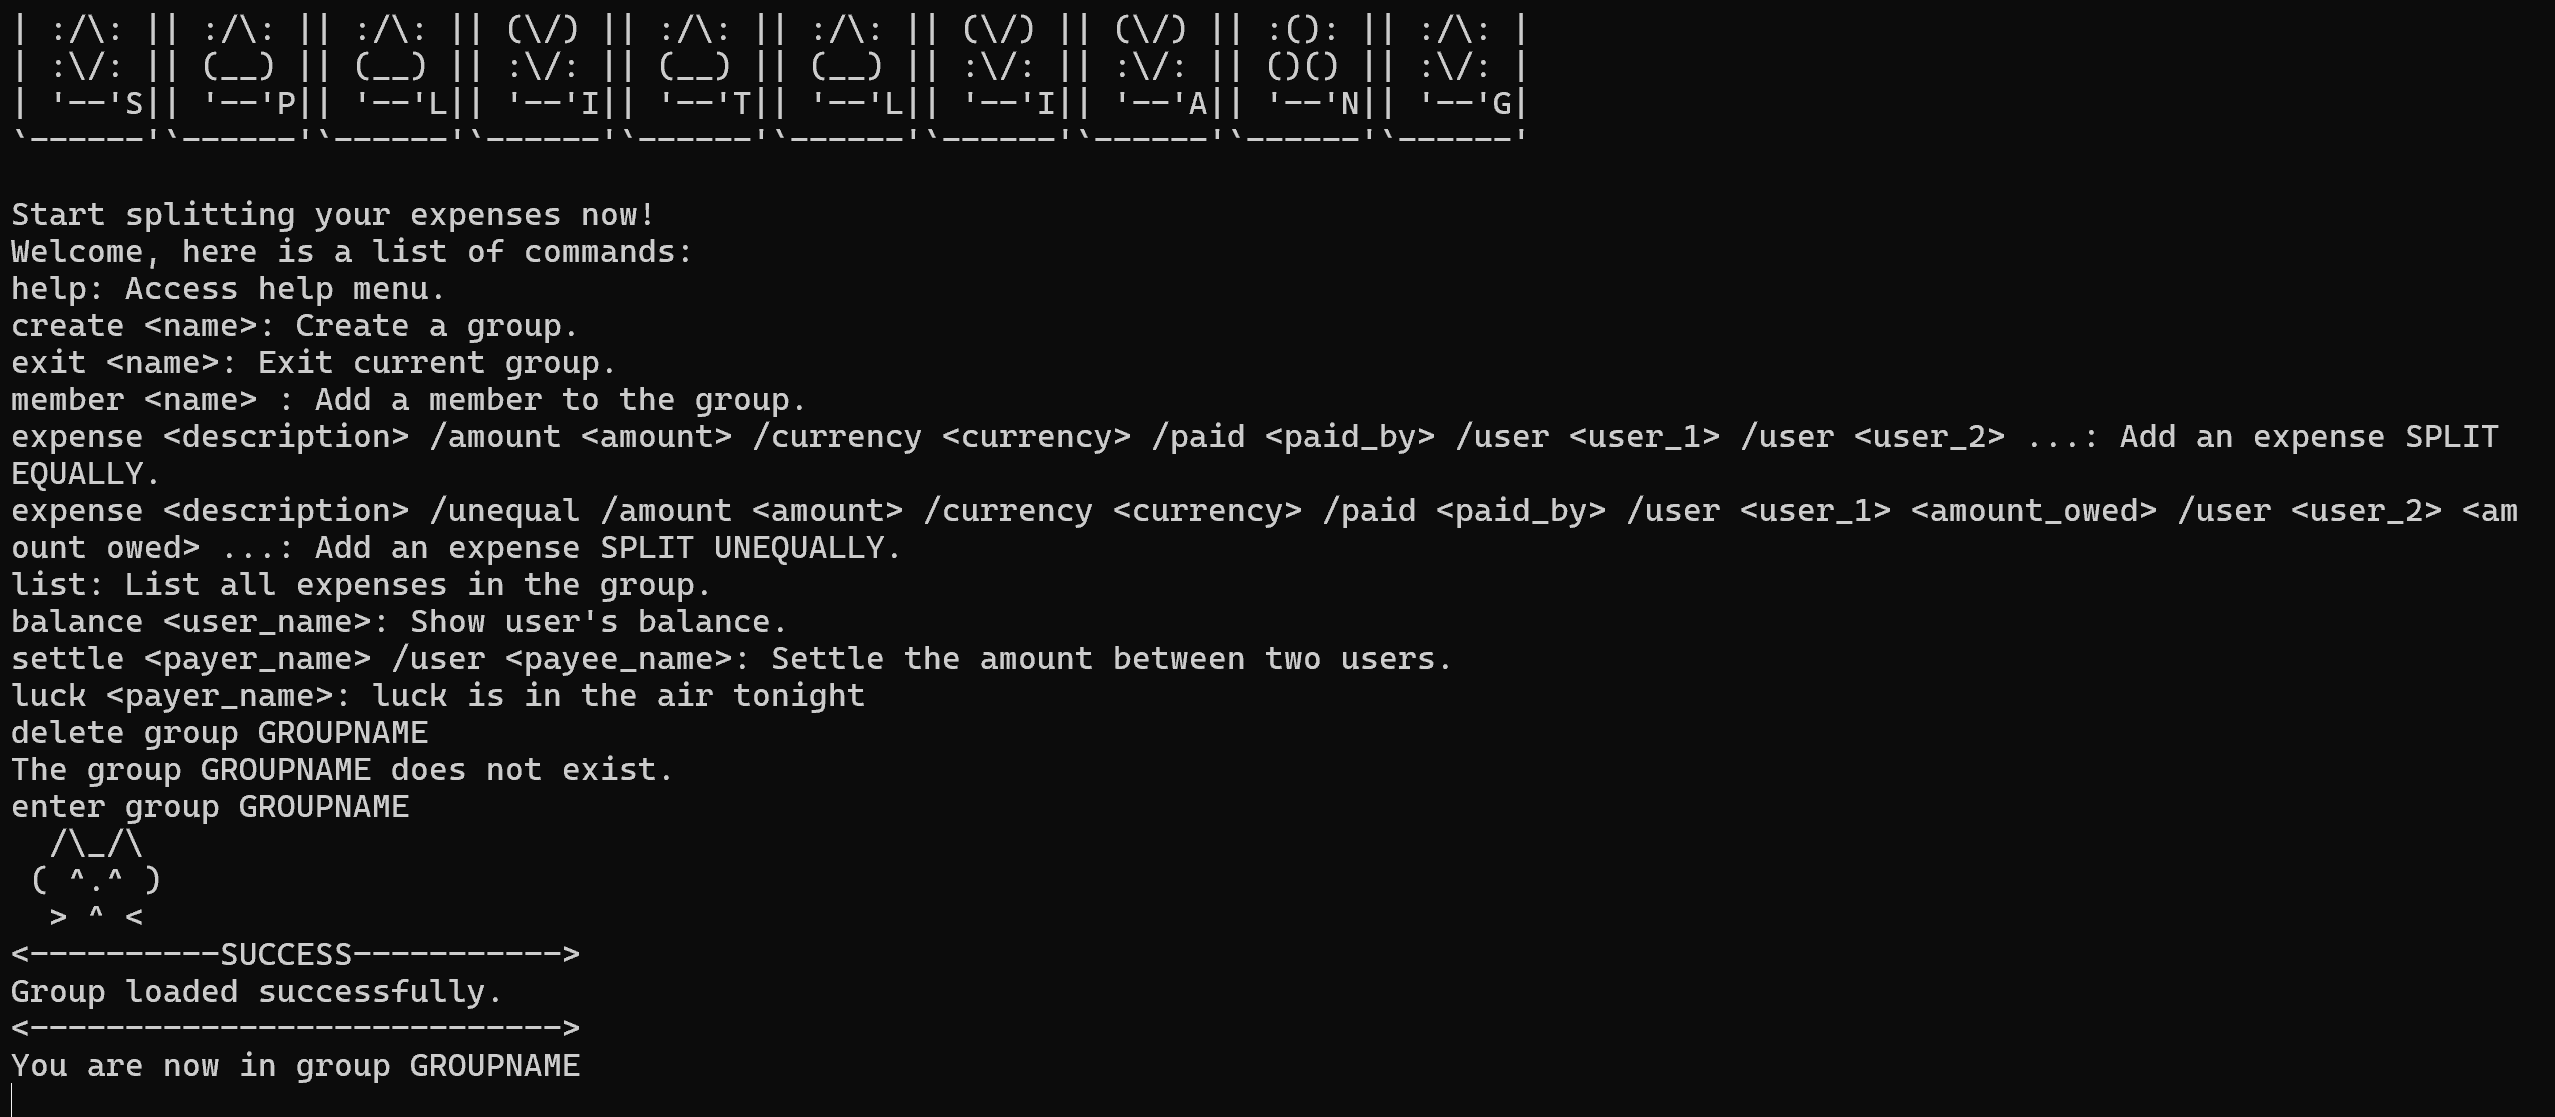 | :/\: || :/\: || :/\: || (\/) || :/\: || :/\: || (\/) || (\/) || :(): || :/\: |
| :\/: || (__) || (__) || :\/: || (__) || (__) || :\/: || :\/: || ()() || :\/: |
| '--'S|| '--'P|| '--'L|| '--'I|| '--'T|| '--'L|| '--'I|| '--'A|| '--'N|| '--'G|
`------'`------'`------'`------'`------'`------'`------'`------'`------'`------'
Start splitting your expenses now!
Welcome, here is a list of commands:
help: Access help menu.
create <name>: Create a group.
exit <name>: Exit current group.
member <name> : Add a member to the group.
expense <description> /amount <amount> /currency <currency> /paid <paid_by> /user <user_1> /user <user_2> ...: Add an expense SPLIT
EQUALLY.
expense <description> /unequal /amount <amount> /currency <currency> /paid <paid_by> /user <user_1> <amount_owed> /user <user_2> <am
ount owed> ...: Add an expense SPLIT UNEQUALLY.
list: List all expenses in the group.
balance <user_name>: Show user's balance.
settle <payer_name> /user <payee_name>: Settle the amount between two users.
luck <payer_name>: luck is in the air tonight
delete group GROUPNAME
The group GROUPNAME does not exist.
enter group GROUPNAME
  /\_/\
 ( ^.^ )
  > ^ <
<----------SUCCESS----------->
Group loaded successfully.
<---------------------------->
You are now in group GROUPNAME